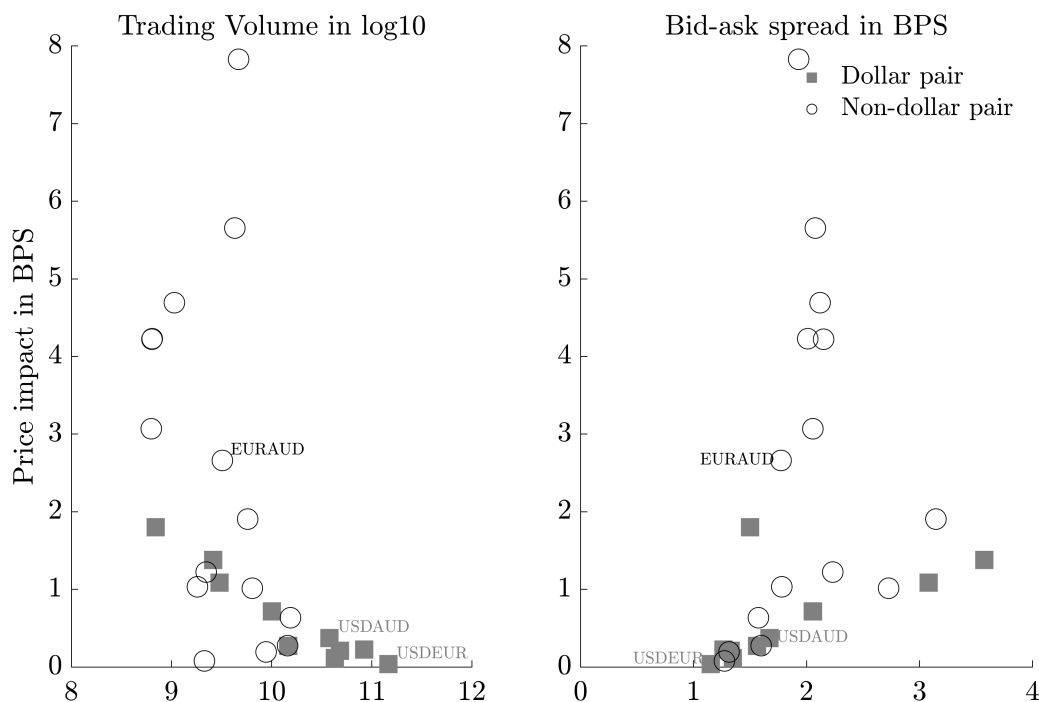 Trading Volume in log10
Bid-ask spread in BPS
8
7
6
5
4
3
2
1
0
Price impact in BPS
EURAUD
USDAUD
USDEUR
8 9 10 11 12
8
7
6
5
4
3
2
1
0
Dollar pair
Non-dollar pair
EURAUD
USDAUD
USDEUR
0 1 2 3 4